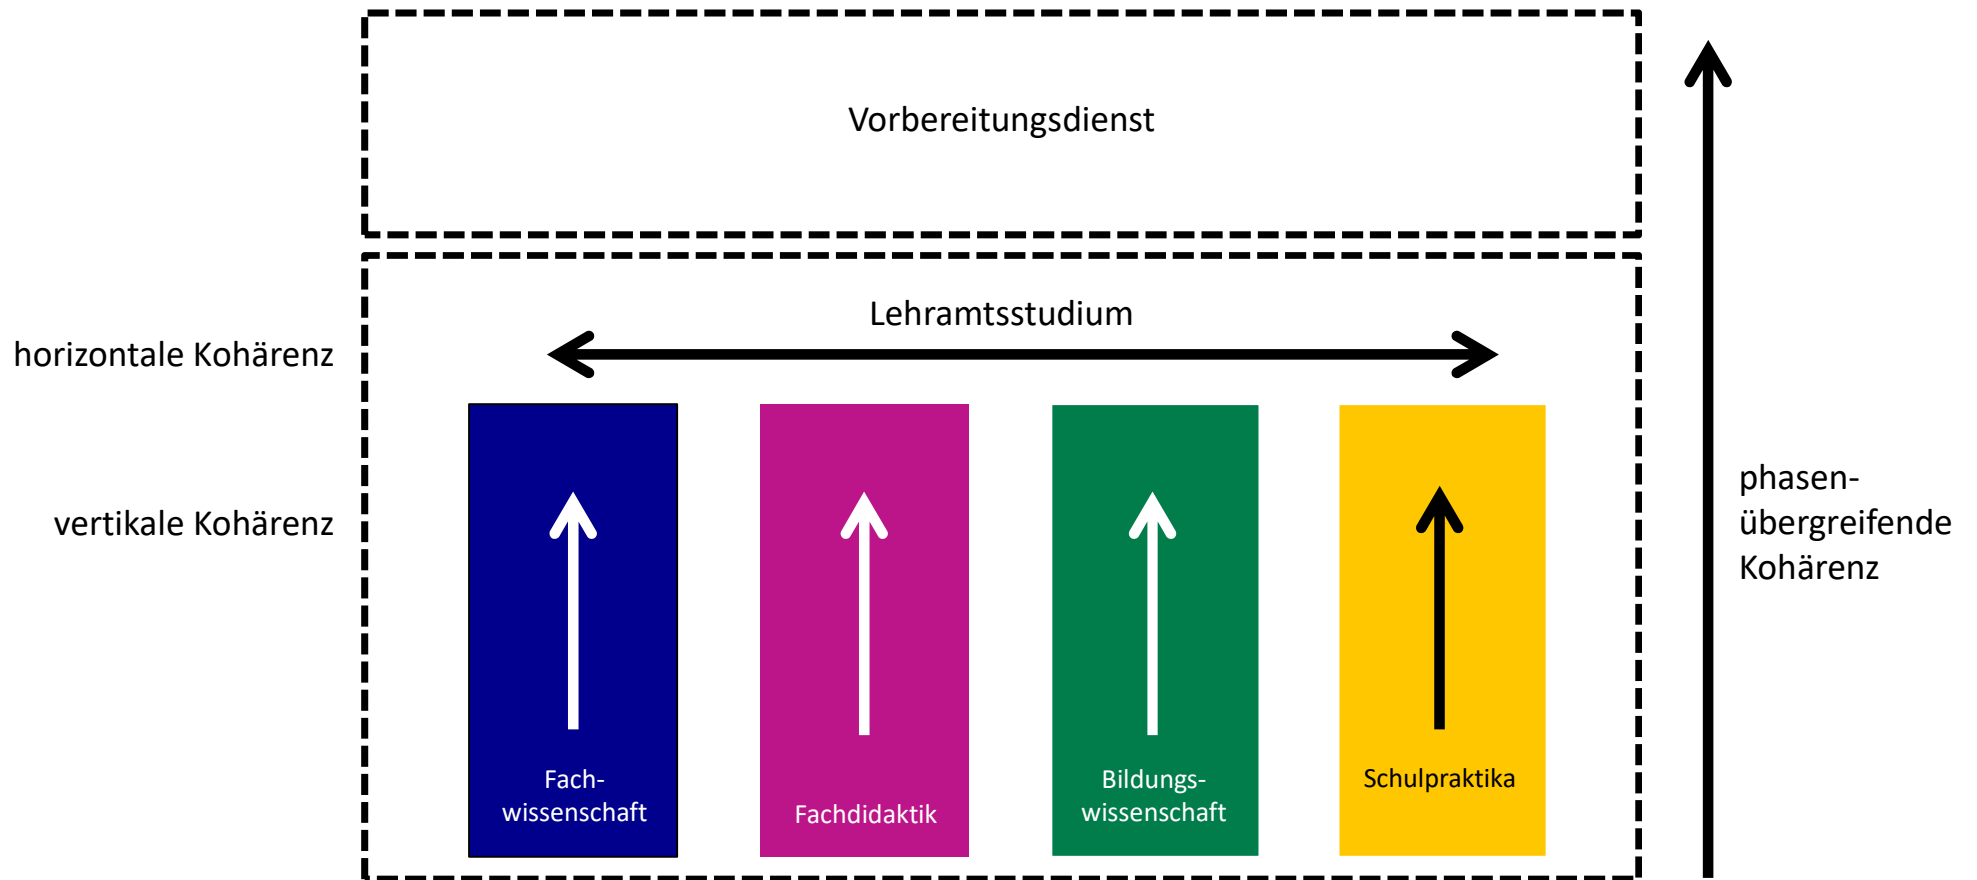 Vorbereitungsdienst
Lehramtsstudium
horizontale Kohärenz
vertikale Kohärenz
phasen-
übergreifende
Kohärenz
Fach-
wissenschaft
Fachdidaktik
Bildungs-
wissenschaft
Schulpraktika